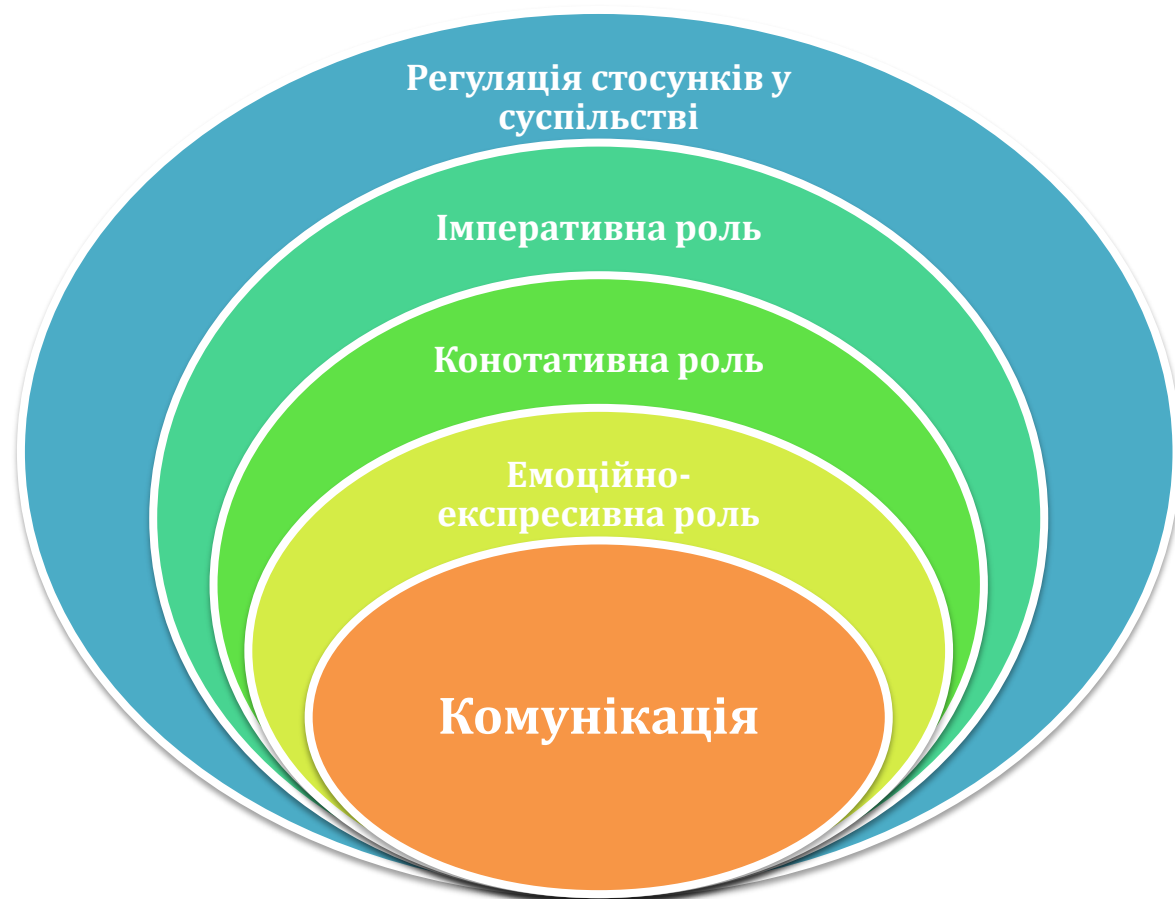 Регуляція стосунків у
суспільстві
Імперативна роль
Конотативна роль
Емоційно-
експресивна роль
Комунікація